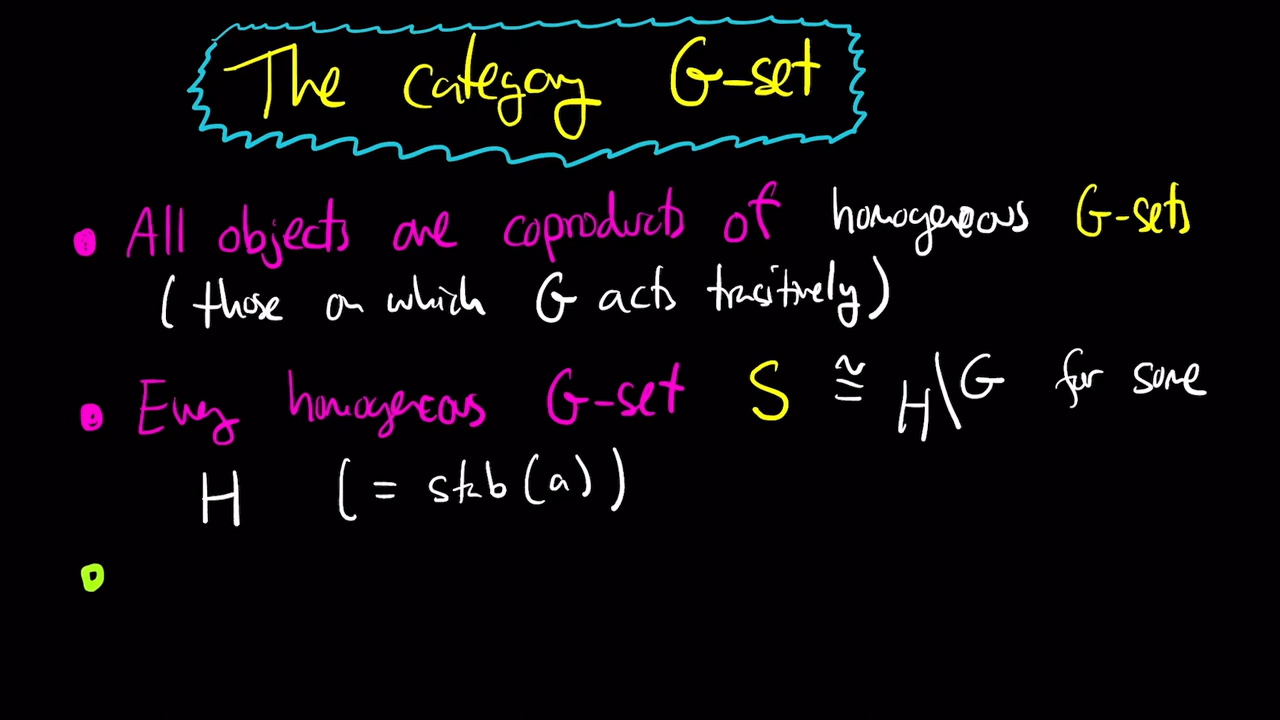 The category G-set
All objects are coproducts of homogeneous G-sets
(those on which G acts trasitively)
Every homogeneous G-set S ≅ H\G for some
H (= stab(a))